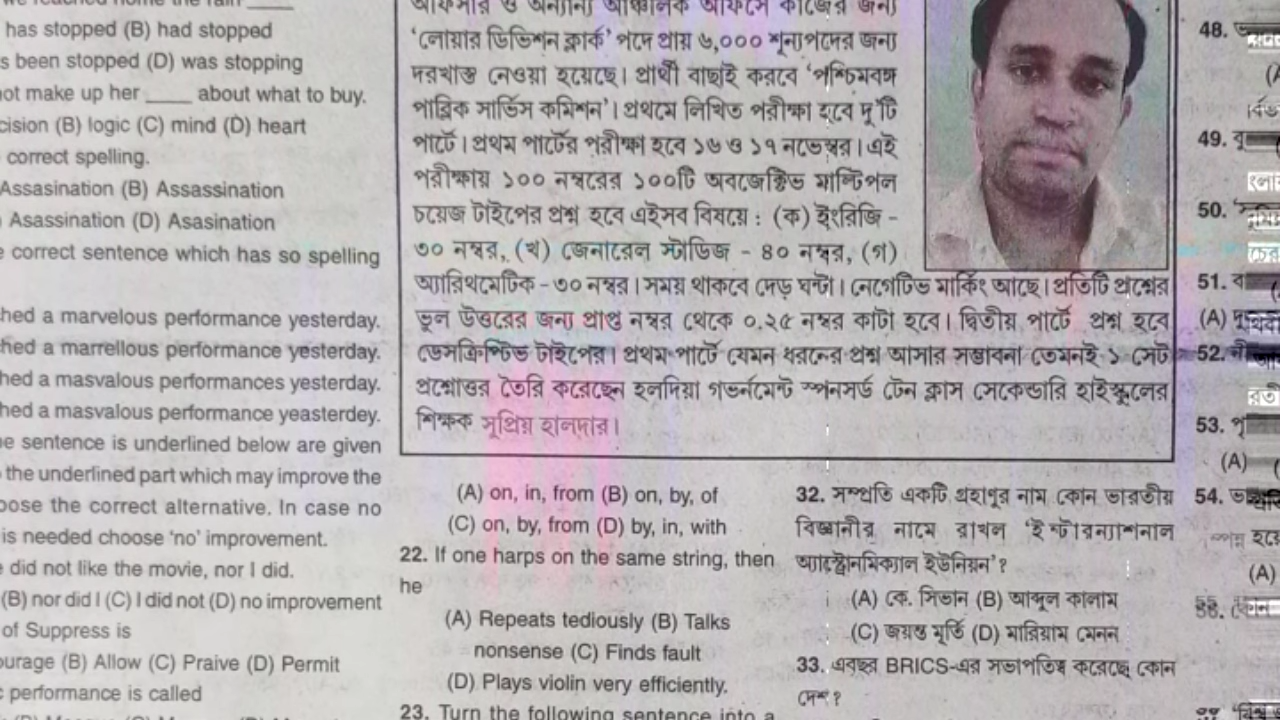 has stopped (B) had stopped
been stopped (D) was stopping
not make up her ____ about what to buy.
(B) logic (C) mind (D) heart
correct spelling.
Assasination (B) Assassination
Asassination (D) Asasination
correct sentence which has so spelling
a marvelous performance yesterday.
a marrellous performance yesterday.
a masvalous performances yesterday.
a masvalous performance yeasterdey.
sentence is underlined below are given
the underlined part which may improve the
the correct alternative. In case no
is needed choose 'no' improvement.
did not like the movie, nor I did.
(B) nor did I (C) I did not (D) no improvement
of Suppress is
(B) Allow (C) Praive (D) Permit
performance is called
অফিসার ও অন্যান্য আঞ্চলিক অফিসে কাজের জন্য
'লোয়ার ডিভিশন ক্লার্ক' পদে প্রায় ৬,০০০ শূন্যপদের জন্য
দরখাস্ত নেওয়া হয়েছে। প্রার্থী বাছাই করবে 'পশ্চিমবঙ্গ
পাব্লিক সার্ভিস কমিশন'। প্রথমে লিখিত পরীক্ষা হবে দু'টি
পার্টে। প্রথম পার্টের পরীক্ষা হবে ১৬ ও ১৭ নভেম্বর। এই
পরীক্ষায় ১০০ নম্বরের ১০০টি অবজেক্টিভ মাল্টিপল
চয়েজ টাইপের প্রশ্ন হবে এইসব বিষয়ে : (ক) ইংরিজি -
৩০ নম্বর, (খ) জেনারেল স্টাডিজ - ৪০ নম্বর, (গ)
অ্যারিথমেটিক - ৩০ নম্বর। সময় থাকবে দেড় ঘন্টা। নেগেটিভ মার্কিং আছে। প্রতিটি প্রশ্নের
ভুল উত্তরের জন্য প্রাপ্ত নম্বর থেকে ০.২৫ নম্বর কাটা হবে। দ্বিতীয় পার্টে প্রশ্ন হবে
ডেসক্রিপ্টিভ টাইপের। প্রথম পার্টে যেমন ধরনের প্রশ্ন আসার সম্ভাবনা তেমনই ১ সেট
প্রশ্নোত্তর তৈরি করেছেন হলদিয়া গভর্নমেন্ট স্পনসর্ড টেন ক্লাস সেকেন্ডারি হাইস্কুলের
শিক্ষক সুপ্রিয় হালদার।
(A) on, in, from (B) on, by, of
(C) on, by, from (D) by, in, with
22. If one harps on the same string, then
he
(A) Repeats tediously (B) Talks
nonsense (C) Finds fault
(D) Plays violin very efficiently.
23. Turn the following sentence into a
32. সম্প্রতি একটি গ্রহাণুর নাম কোন ভারতীয়
বিজ্ঞানীর নামে রাখল 'ইন্টারন্যাশনাল
অ্যাস্ট্রোনমিক্যাল ইউনিয়ন'?
(A) কে. সিভান (B) আব্দুল কালাম
(C) জয়ন্ত মূর্তি (D) মারিয়াম মেনন
33. এবছর BRICS-এর সভাপতিত্ব করেছে কোন
দেশ?
48.
49.
50.
51.
(A)
52.
53.
(A)
54.
(A)